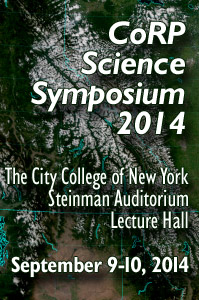 CoRP
Science
Symposium
2014
The City College of New York
Steinman Auditorium
Lecture Hall
September 9-10, 2014